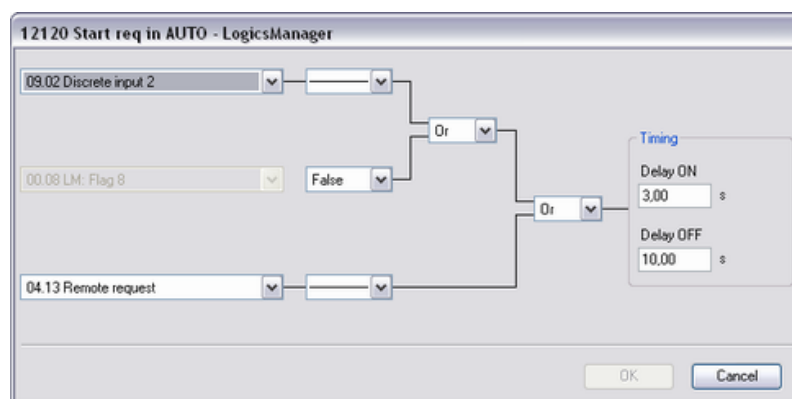 12120 Start req in AUTO - LogicsManager
09.02 Discrete input 2
Or
Timing
Delay ON
00.08 LM: Flag 8
False
3,00 s
Or
Delay OFF
10,00 s
04.13 Remote request
OK
Cancel